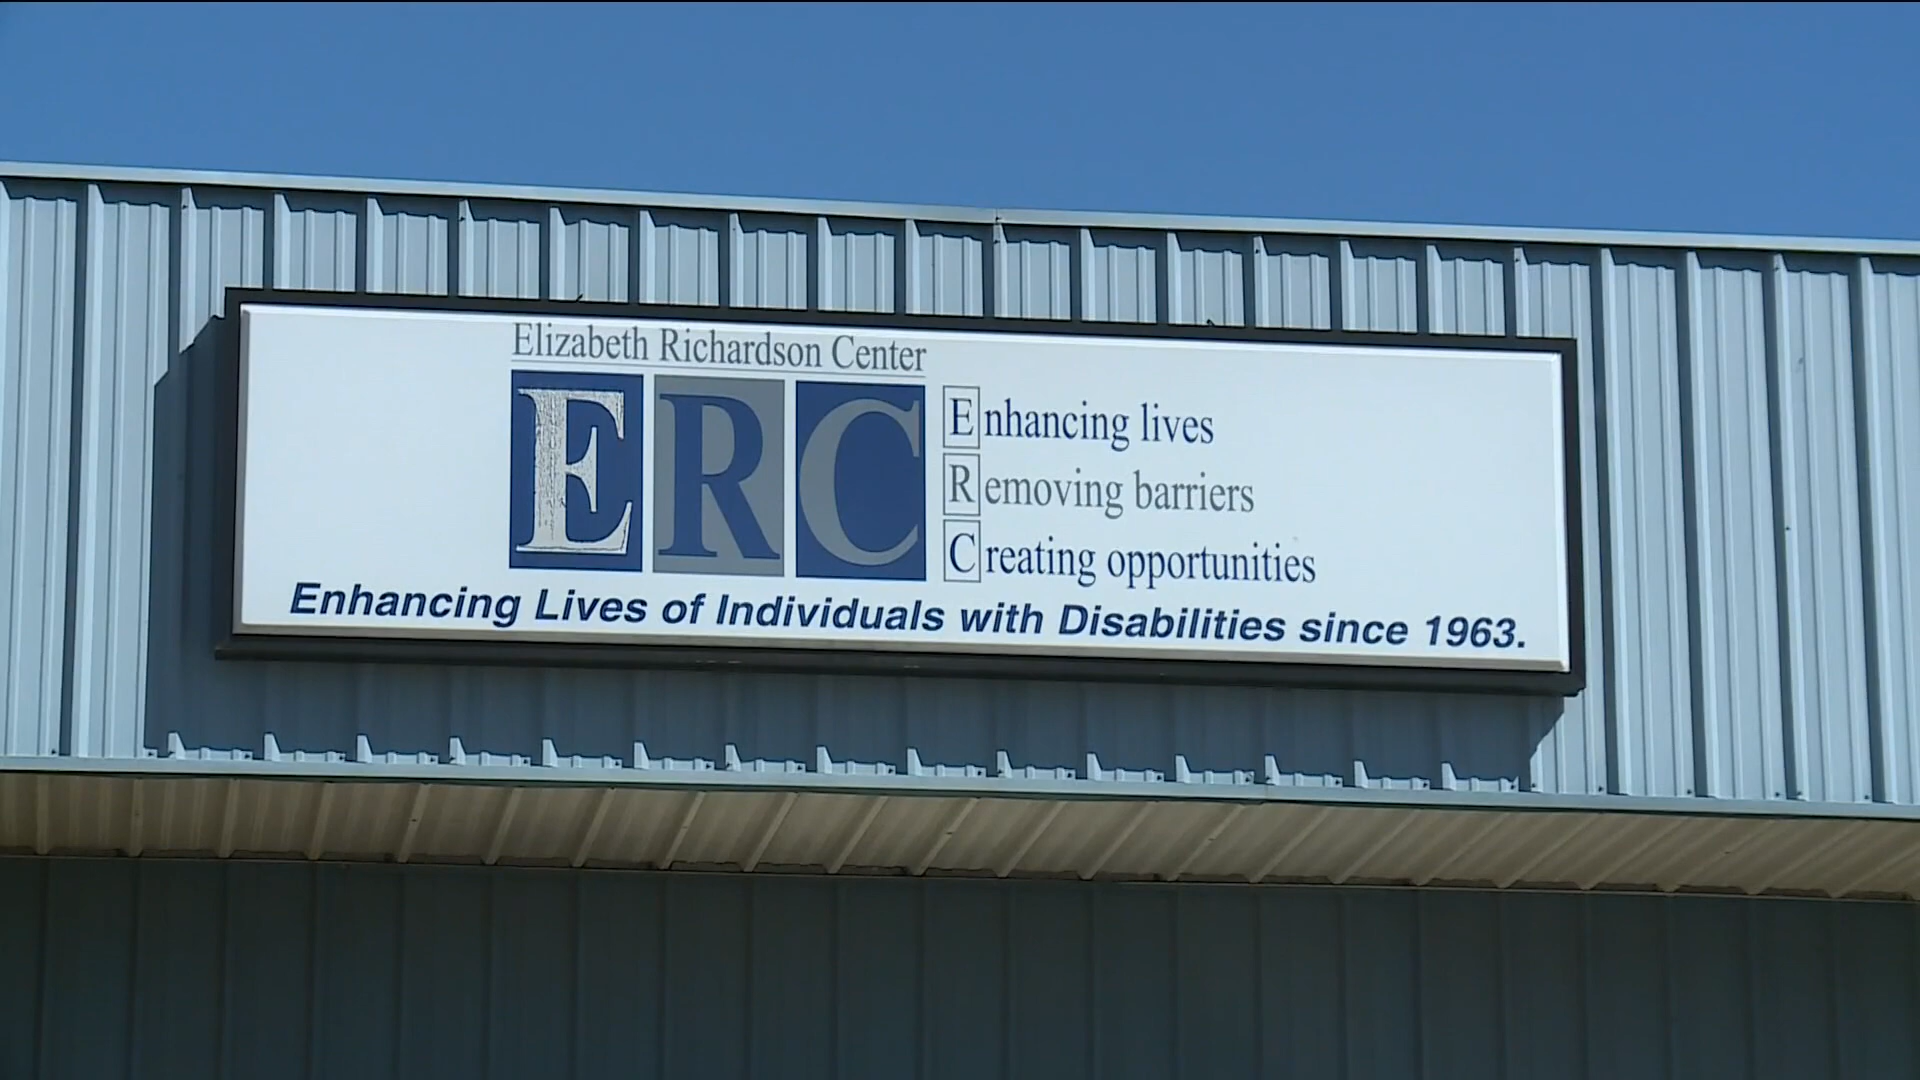 Elizabeth Richardson Center
ERC
Enhancing lives
Removing barriers
Creating opportunities
Enhancing Lives of Individuals with Disabilities since 1963.